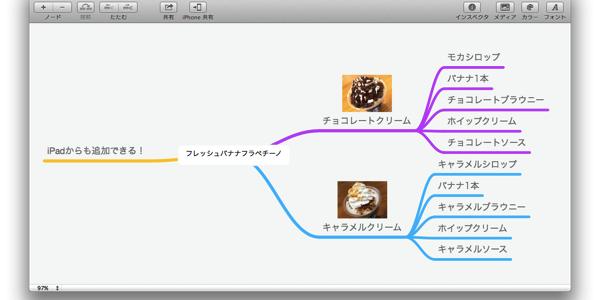 ノード
たたむ
共有
iPhone 共有
インスペクタ
メディア
カラー
フォント
iPadからも追加できる！
フレッシュバナナフラペチーノ
チョコレートクリーム
モカシロップ
バナナ1本
チョコレートブラウニー
ホイップクリーム
チョコレートソース
キャラメルクリーム
キャラメルシロップ
バナナ1本
キャラメルブラウニー
ホイップクリーム
キャラメルソース
97%